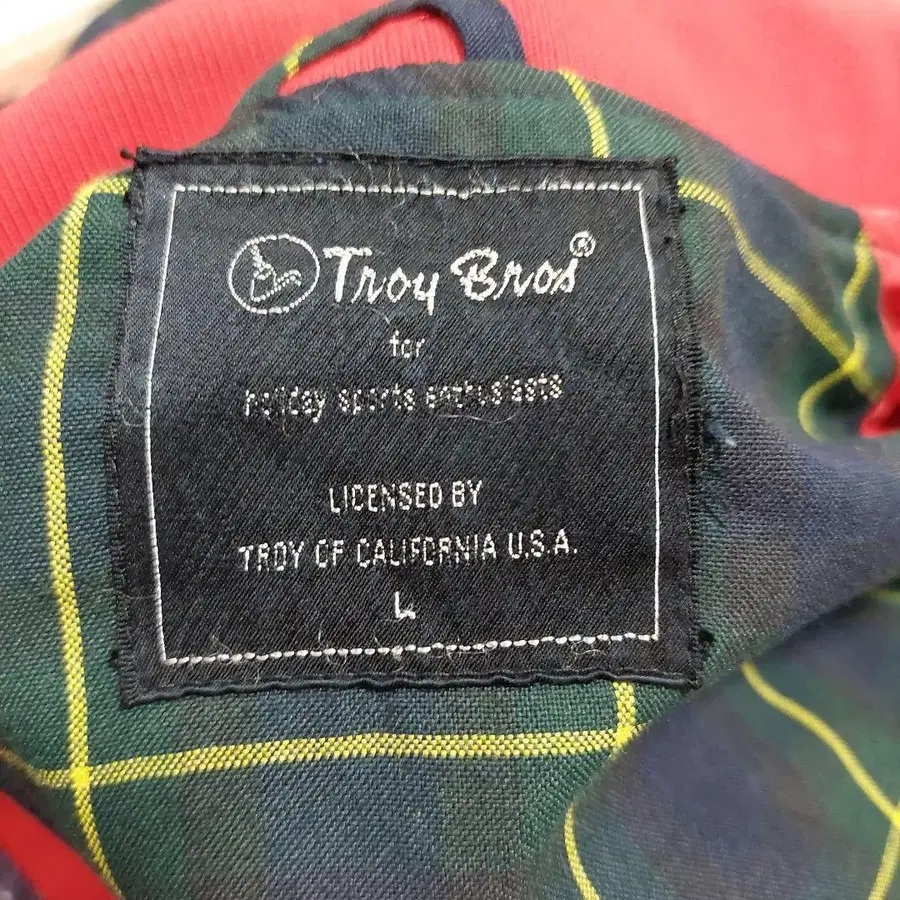 Troy Bros®
for
holiday sports enthusiasts
LICENSED BY
TROY OF CALIFORNIA U.S.A.
L